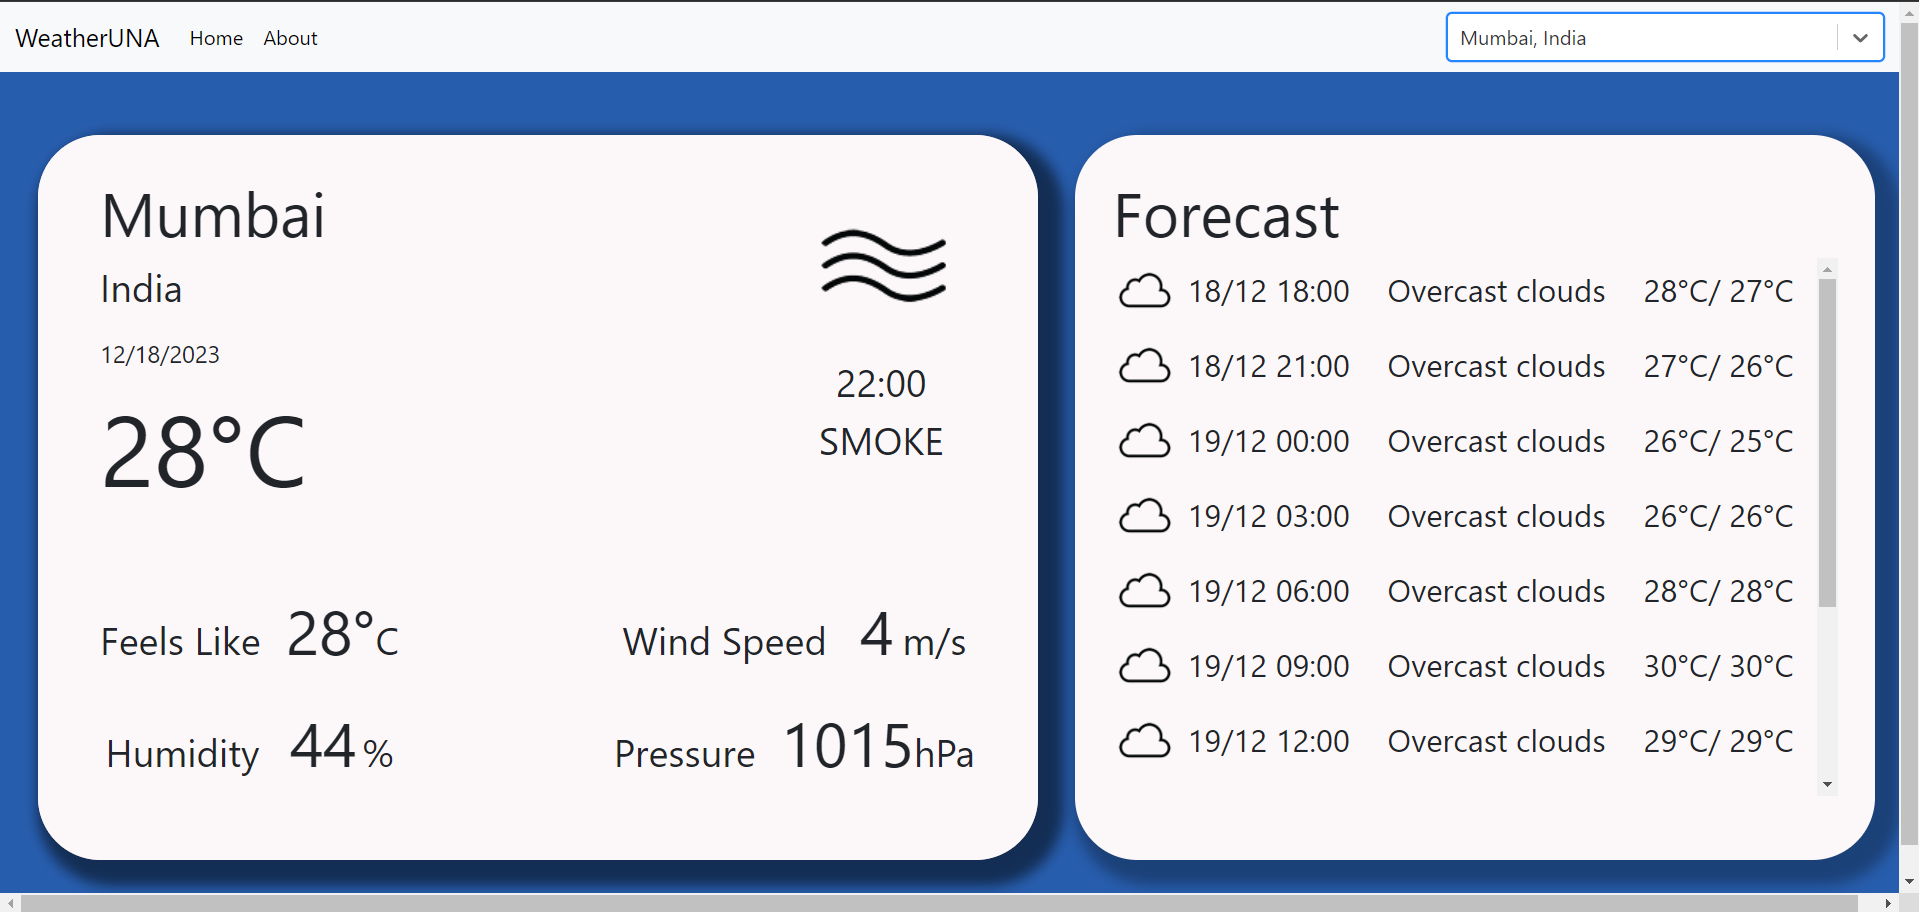 WeatherUNA Home About Mumbai, India
Mumbai
India
12/18/2023
28°C
22:00
SMOKE
Feels Like 28°C
Wind Speed 4 m/s
Humidity 44 %
Pressure 1015hPa
Forecast
18/12 18:00 Overcast clouds 28°C/ 27°C
18/12 21:00 Overcast clouds 27°C/ 26°C
19/12 00:00 Overcast clouds 26°C/ 25°C
19/12 03:00 Overcast clouds 26°C/ 26°C
19/12 06:00 Overcast clouds 28°C/ 28°C
19/12 09:00 Overcast clouds 30°C/ 30°C
19/12 12:00 Overcast clouds 29°C/ 29°C